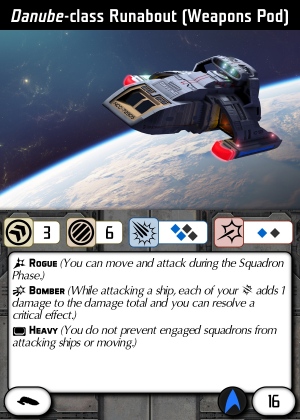 Danube-class Runabout (Weapons Pod)
3 6
Rogue (You can move and attack during the Squadron
Phase.)
Bomber (While attacking a ship, each of your adds 1
damage to the damage total and you can resolve a
critical effect.)
Heavy (You do not prevent engaged squadrons from
attacking ships or moving.)
16